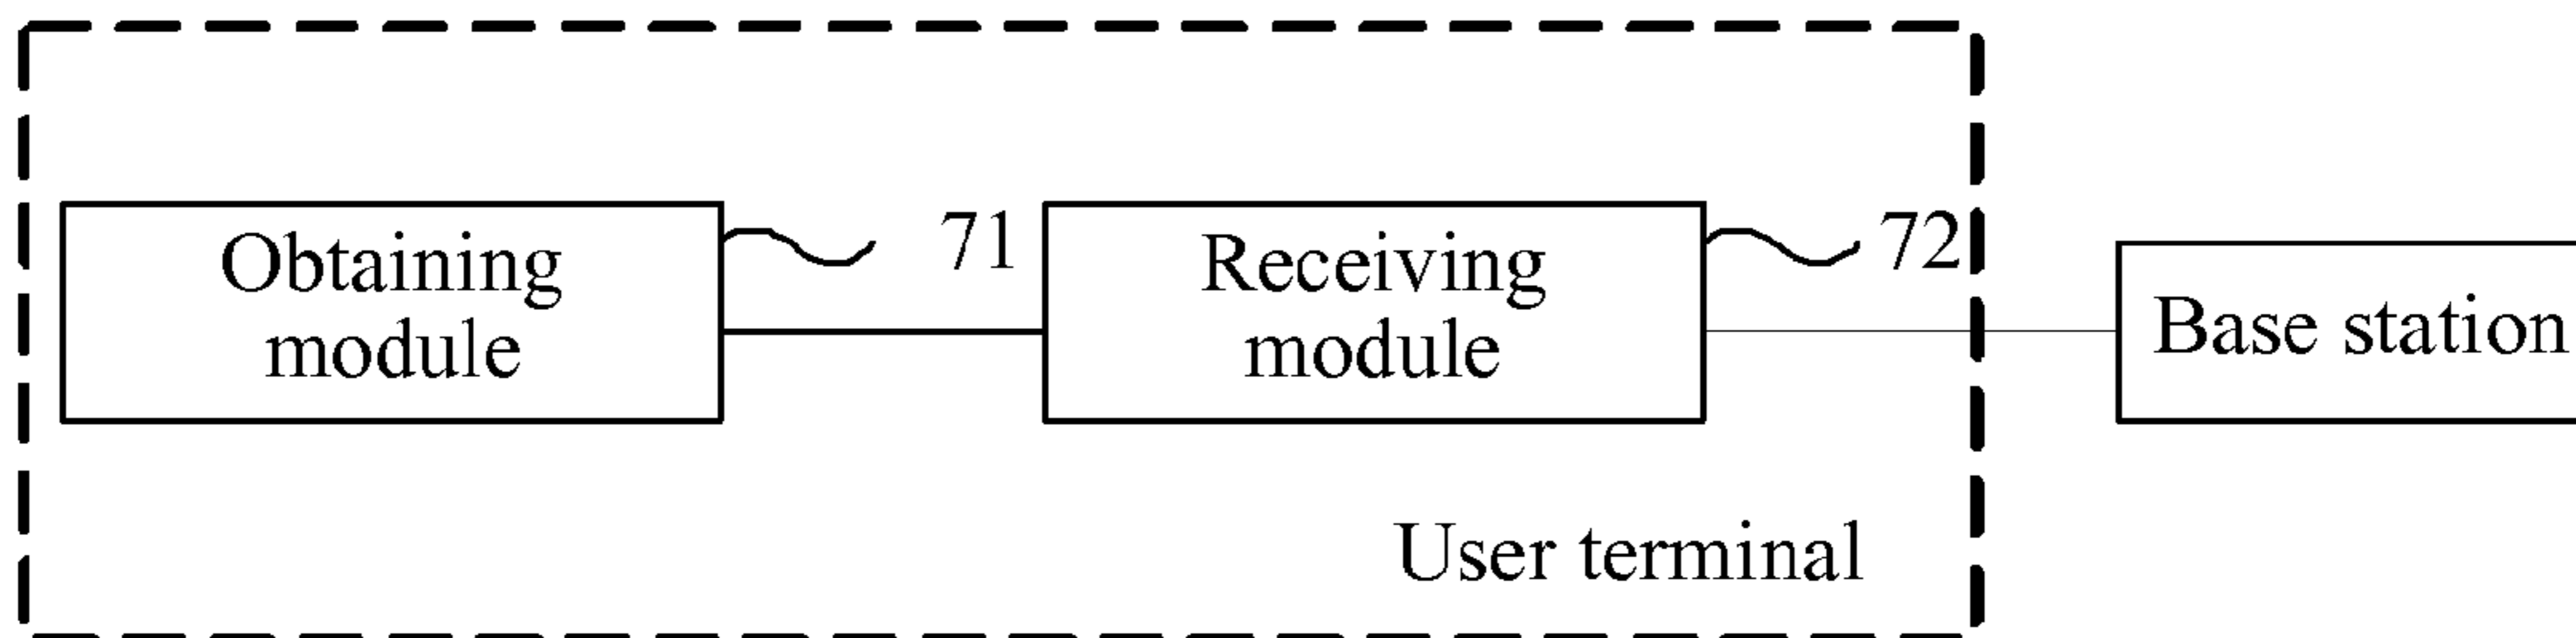 Obtaining
module
71
Receiving
module
72
Base station
User terminal